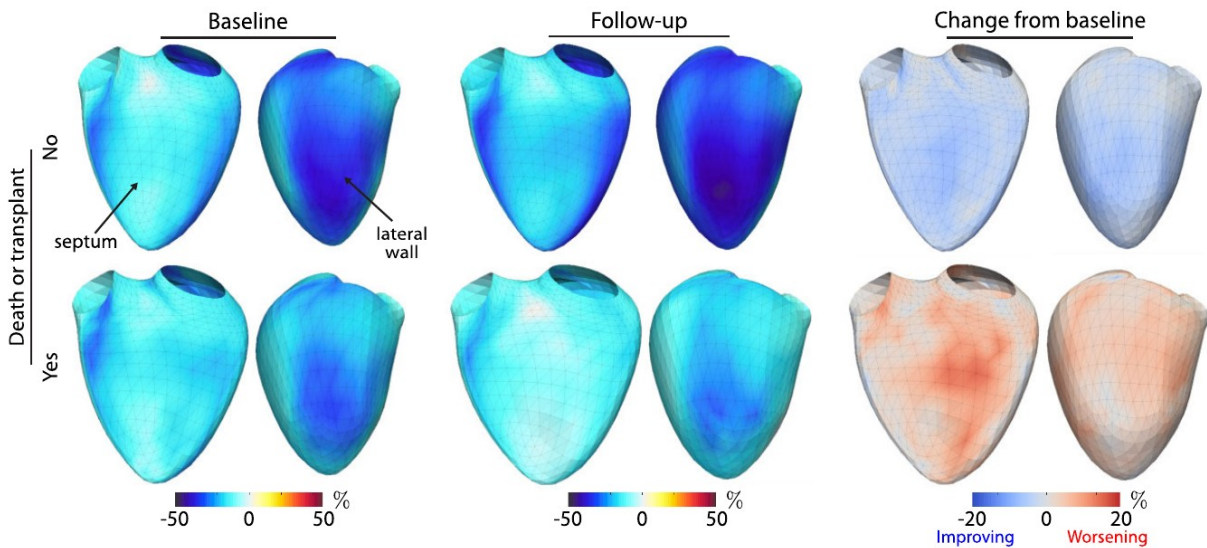 Baseline
Follow-up
Change from baseline
Death or transplant
No
septum
lateral
wall
Yes
-50 0 50 %
-50 0 50 %
-20 0 20 %
Improving Worsening